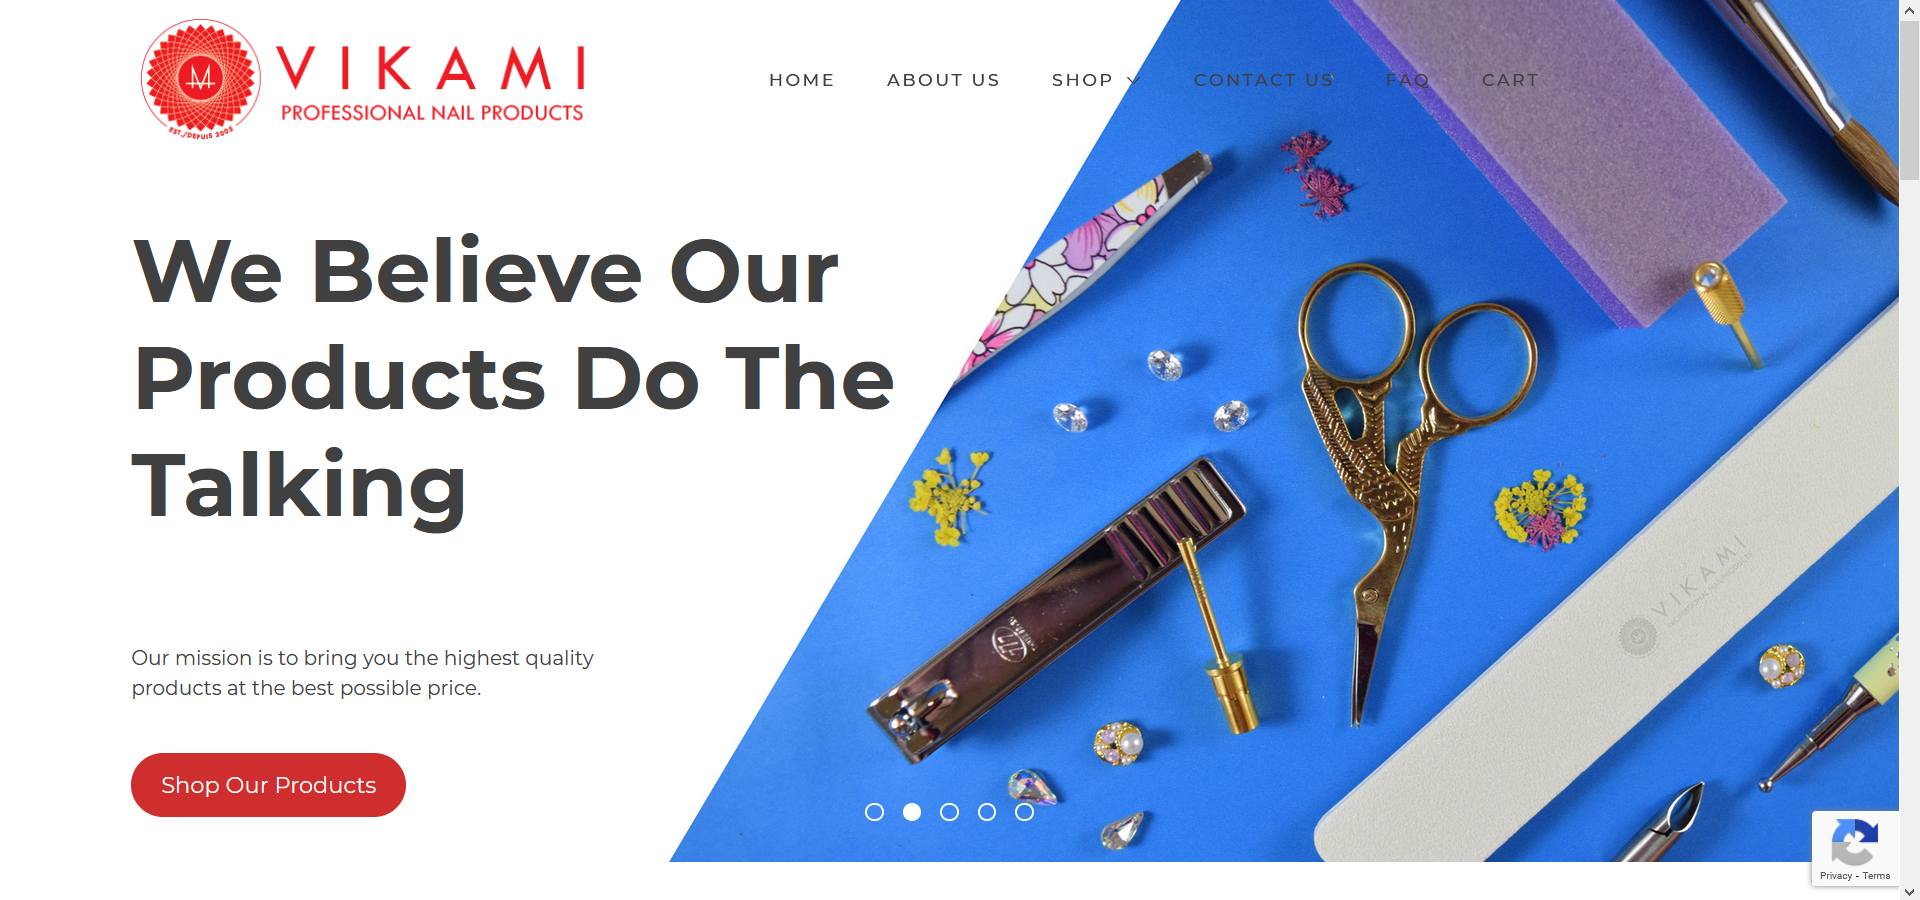 VIKAMI
PROFESSIONAL NAIL PRODUCTS
EST./DEPUIS 2005
HOME
ABOUT US
SHOP
CONTACT US
FAQ
CART
We Believe Our
Products Do The
Talking
Our mission is to bring you the highest quality
products at the best possible price.
Shop Our Products
VIKAMI
PROFESSIONAL NAIL PRODUCTS
Privacy - Terms